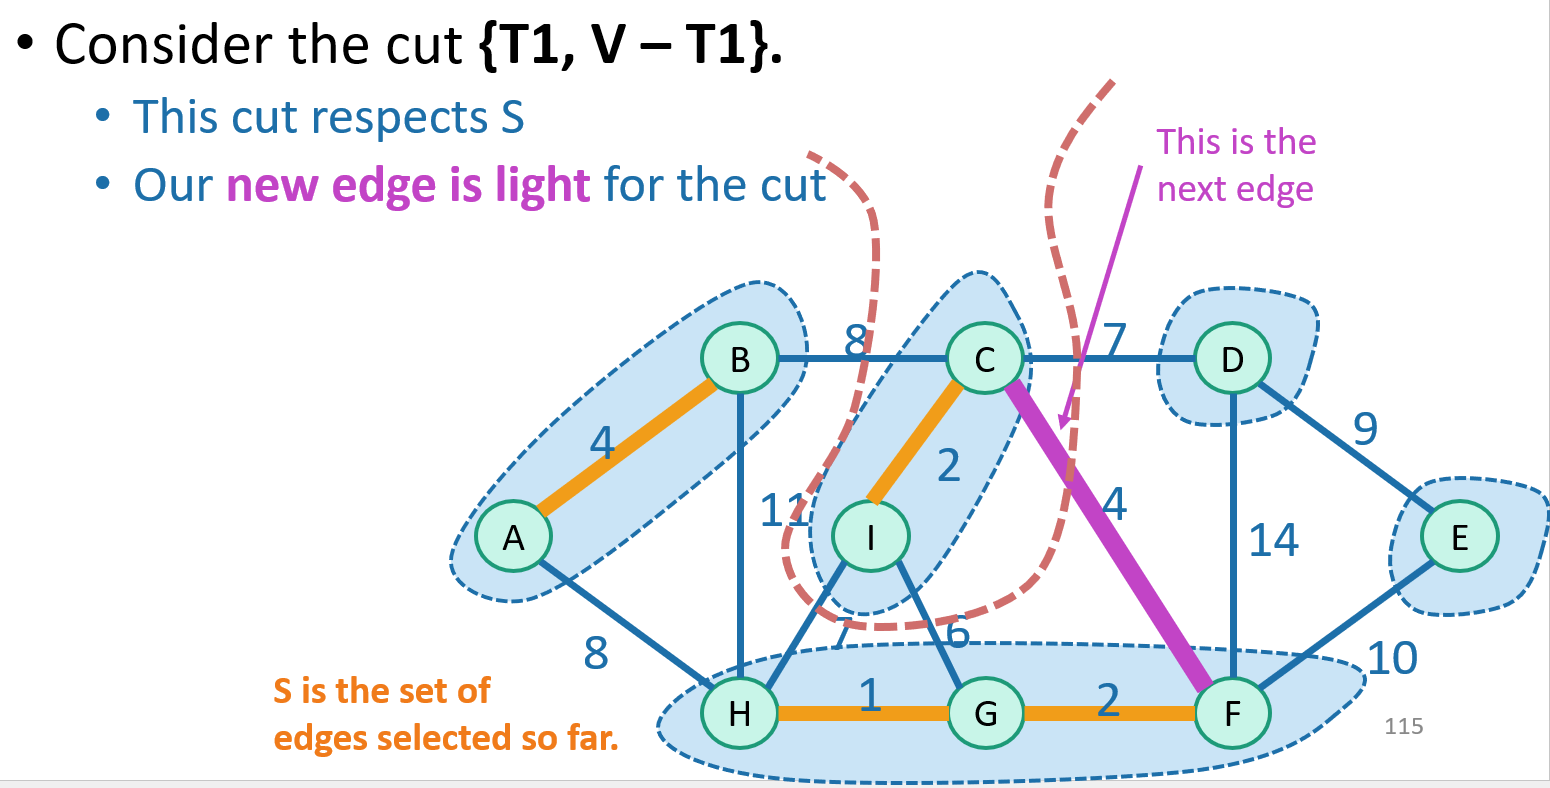 • Consider the cut {T1, V – T1}.
• This cut respects S
• Our new edge is light for the cut
This is the
next edge
8
7
B
C
D
4
2
9
11
4
14
A
I
E
8
7
6
10
S is the set of
edges selected so far.
1
2
H
G
F
115